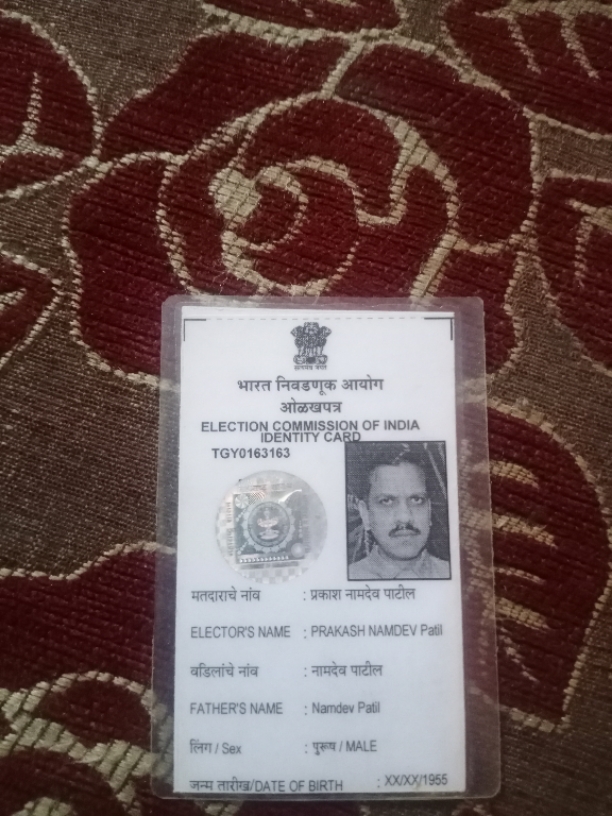 भारत निवडणूक आयोग
ओळखपत्र
ELECTION COMMISSION OF INDIA
IDENTITY CARD
TGY0163163
मतदाराचे नांव : प्रकाश नामदेव पाटील
ELECTOR'S NAME : PRAKASH NAMDEV Patil
वडिलांचे नांव : नामदेव पाटील
FATHER'S NAME : Namdev Patil
लिंग / Sex : पुरूष / MALE
जन्म तारीख/DATE OF BIRTH : XX/XX/1955